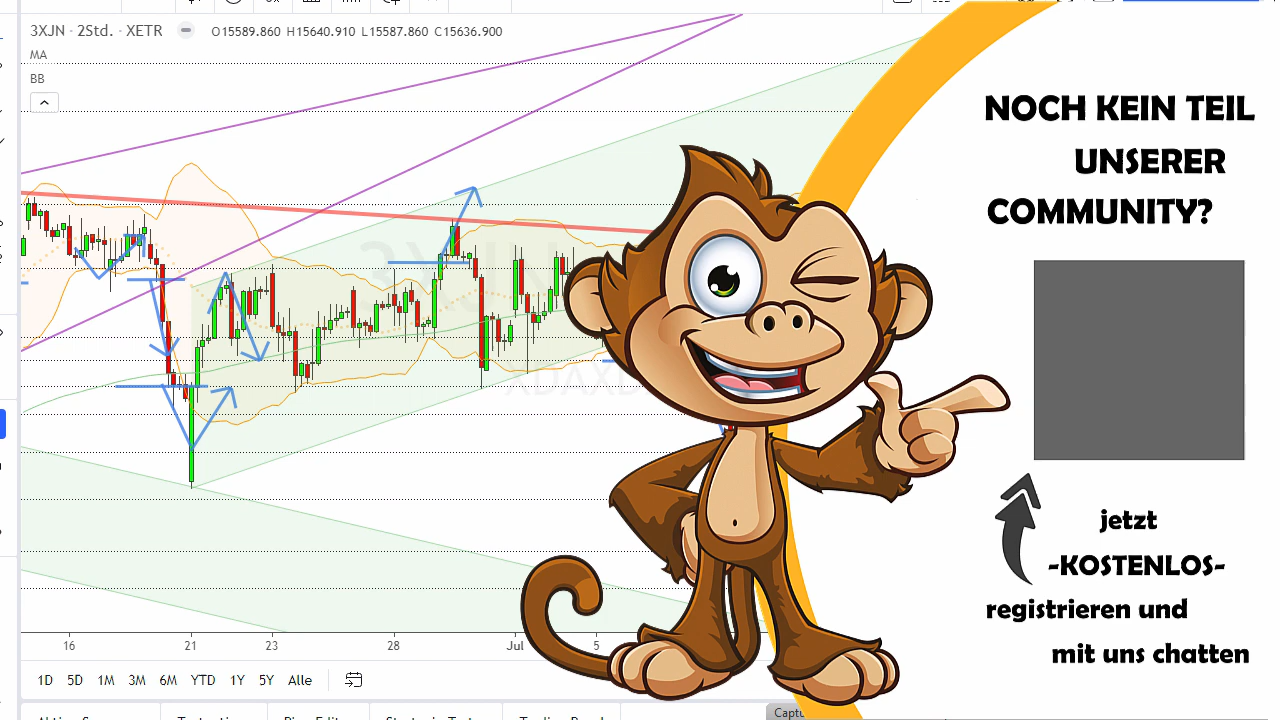 3XJN · 2Std. · XETR
O15589.860 H15640.910 L15587.860 C15636.900
MA
BB
NOCH KEIN TEIL
UNSERER
COMMUNITY?
3XJN
jetzt
-KOSTENLOS-
registrieren und
mit uns chatten
16 21 23 28 Jul 5
1D 5D 1M 3M 6M YTD 1Y 5Y Alle